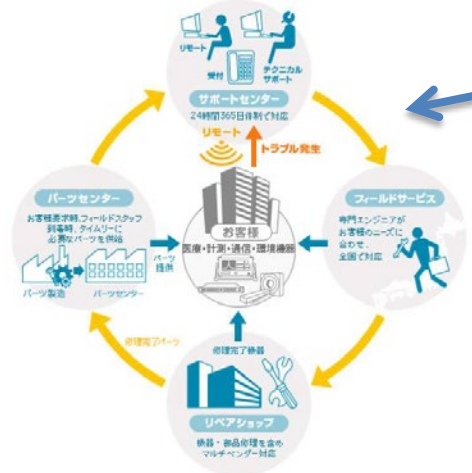 リモート
受付
テクニカル
サポート
サポートセンター
24時間365日体制で対応
リモート
トラブル発生
パーツセンター
お客様要求時、フィールドスタッフ
到着時、タイムリーに
必要なパーツを供給
パーツ製造
パーツセンター
パーツ
提供
お客様
医療・計測・通信・環境機器
フィールドサービス
専門エンジニアが
お客様のニーズに
合わせ、
全国で対応
修理完了パーツ
修理完了機器
リペアショップ
機器・部品修理を含め
マルチベンダー対応